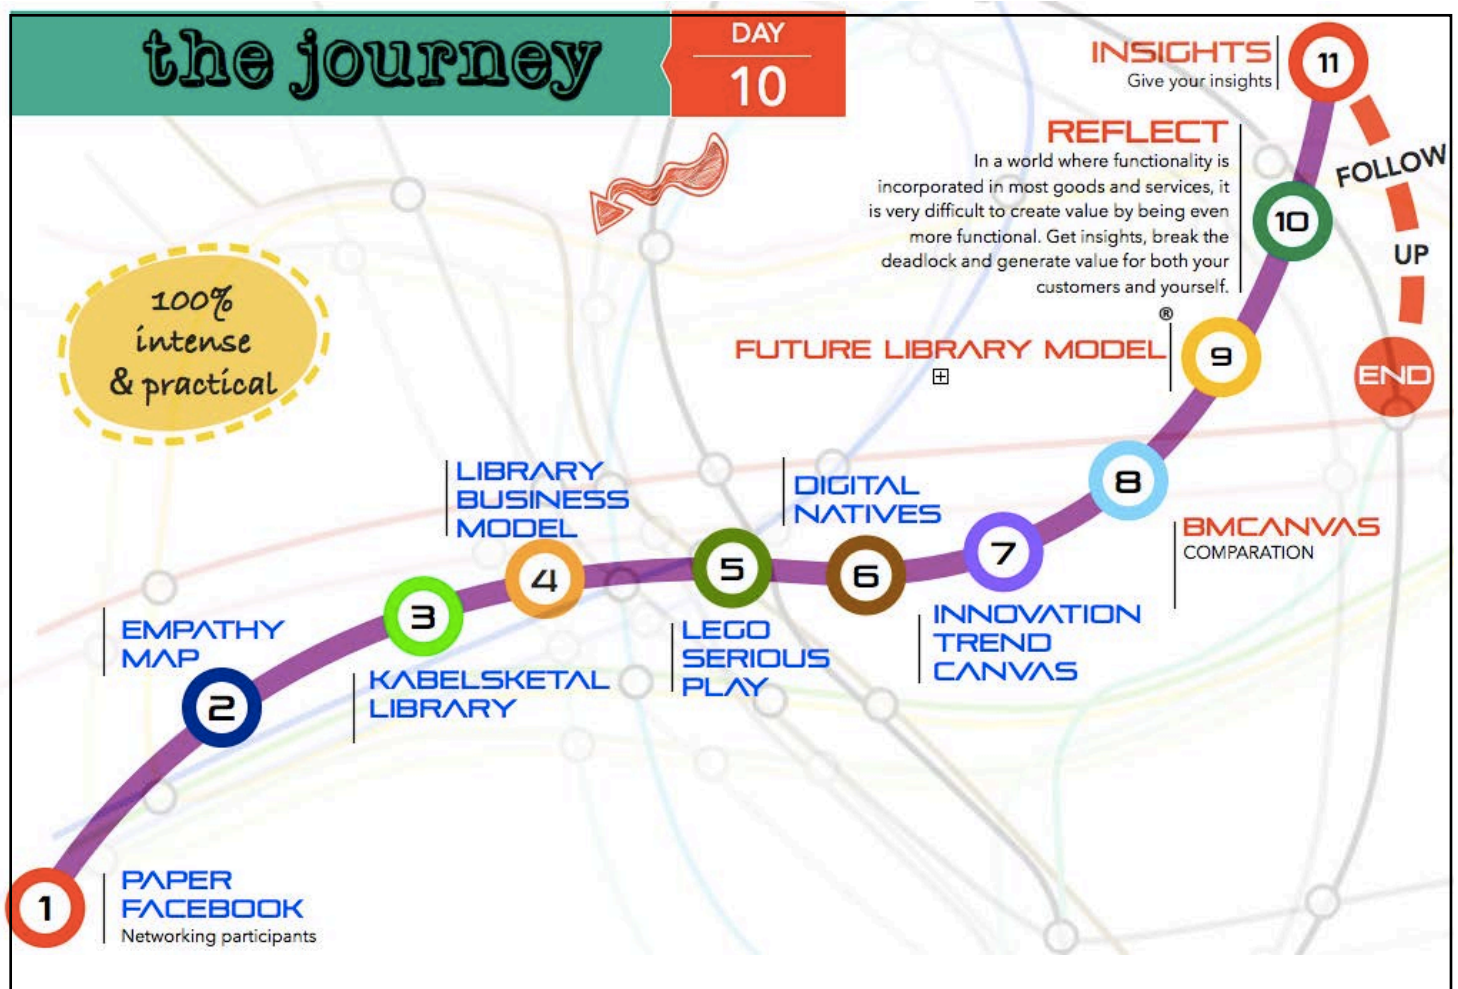 the journey
DAY
10
INSIGHTS
Give your insights
11
REFLECT
In a world where functionality is
incorporated in most goods and services, it
is very difficult to create value by being even
more functional. Get insights, break the
deadlock and generate value for both your
customers and yourself.
10
FOLLOW
UP
END
®
FUTURE LIBRARY MODEL
9
100%
intense
& practical
8
BMCANVAS
COMPARATION
DIGITAL
NATIVES
7
INNOVATION
TREND
CANVAS
6
5
LEGO
SERIOUS
PLAY
LIBRARY
BUSINESS
MODEL
4
3
KABELSKETAL
LIBRARY
EMPATHY
MAP
2
1
PAPER
FACEBOOK
Networking participants